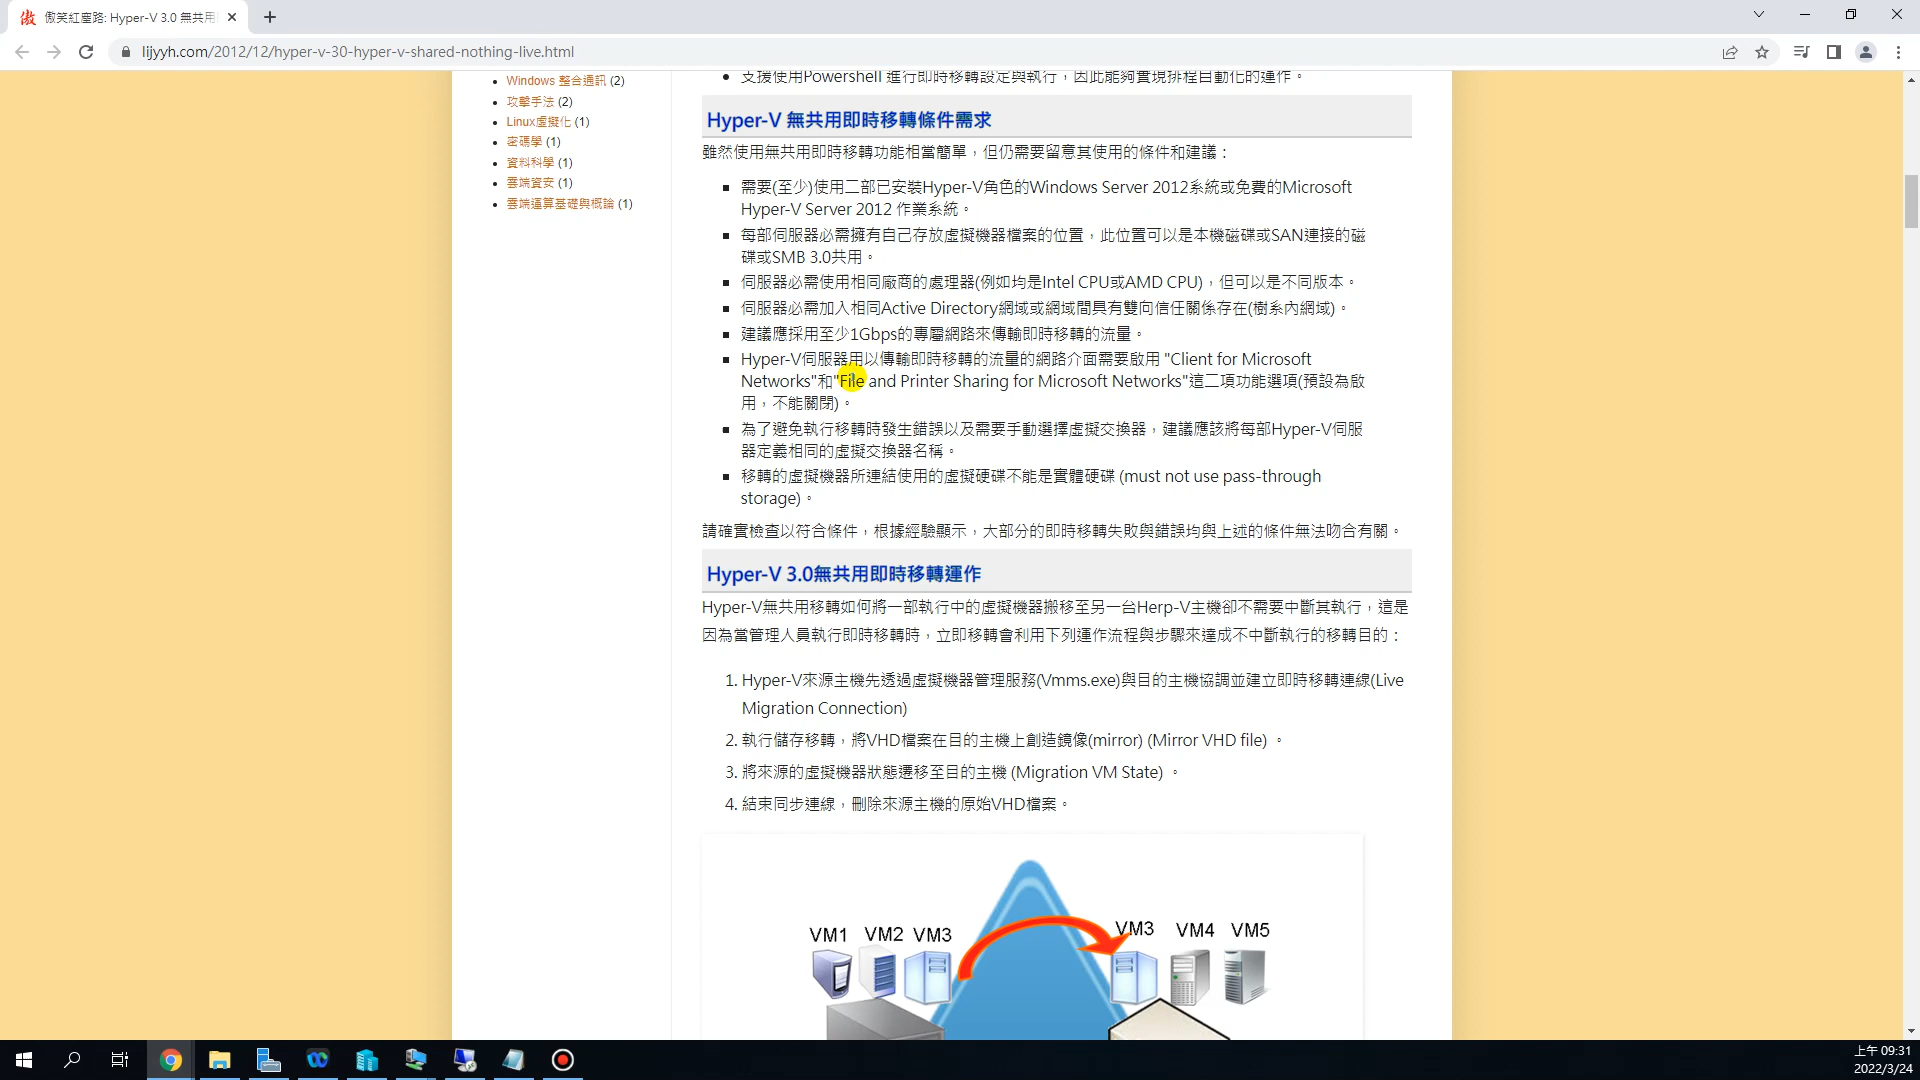 傲笑紅塵路: Hyper-V 3.0 無共用
lijyyh.com/2012/12/hyper-v-30-hyper-v-shared-nothing-live.html
Windows 整合通訊 (2)
攻擊手法 (2)
Linux虛擬化 (1)
密碼學 (1)
資料科學 (1)
雲端資安 (1)
雲端運算基礎與概論 (1)
支援使用Powershell 進行即時移轉設定與執行，因此能夠實現排程自動化的運作。
Hyper-V 無共用即時移轉條件需求
雖然使用無共用即時移轉功能相當簡單，但仍需要留意其使用的條件和建議：
需要(至少)使用二部已安裝Hyper-V角色的Windows Server 2012系統或免費的Microsoft
Hyper-V Server 2012 作業系統。
每部伺服器必需擁有自己存放虛擬機器檔案的位置，此位置可以是本機磁碟或SAN連接的磁
碟或SMB 3.0共用。
伺服器必需使用相同廠商的處理器(例如均是Intel CPU或AMD CPU)，但可以是不同版本。
伺服器必需加入相同Active Directory網域或網域間具有雙向信任關係存在(樹系內網域)。
建議應採用至少1Gbps的專屬網路來傳輸即時移轉的流量。
Hyper-V伺服器用以傳輸即時移轉的流量的網路介面需要啟用 "Client for Microsoft
Networks"和"File and Printer Sharing for Microsoft Networks"這二項功能選項(預設為啟
用，不能關閉)。
為了避免執行移轉時發生錯誤以及需要手動選擇虛擬交換器，建議應該將每部Hyper-V伺服
器定義相同的虛擬交換器名稱。
移轉的虛擬機器所連結使用的虛擬硬碟不能是實體硬碟 (must not use pass-through
storage)。
請確實檢查以符合條件，根據經驗顯示，大部分的即時移轉失敗與錯誤均與上述的條件無法吻合有關。
Hyper-V 3.0無共用即時移轉運作
Hyper-V無共用移轉如何將一部執行中的虛擬機器搬移至另一台Herp-V主機卻不需要中斷其執行，這是
因為當管理人員執行即時移轉時，立即移轉會利用下列運作流程與步驟來達成不中斷執行的移轉目的：
1. Hyper-V來源主機先透過虛擬機器管理服務(Vmms.exe)與目的主機協調並建立即時移轉連線(Live
Migration Connection)
2. 執行儲存移轉，將VHD檔案在目的主機上創造鏡像(mirror) (Mirror VHD file) 。
3. 將來源的虛擬機器狀態遷移至目的主機 (Migration VM State) 。
4. 結束同步連線，刪除來源主機的原始VHD檔案。
VM1 VM2 VM3 VM3 VM4 VM5
上午 09:31
2022/3/24